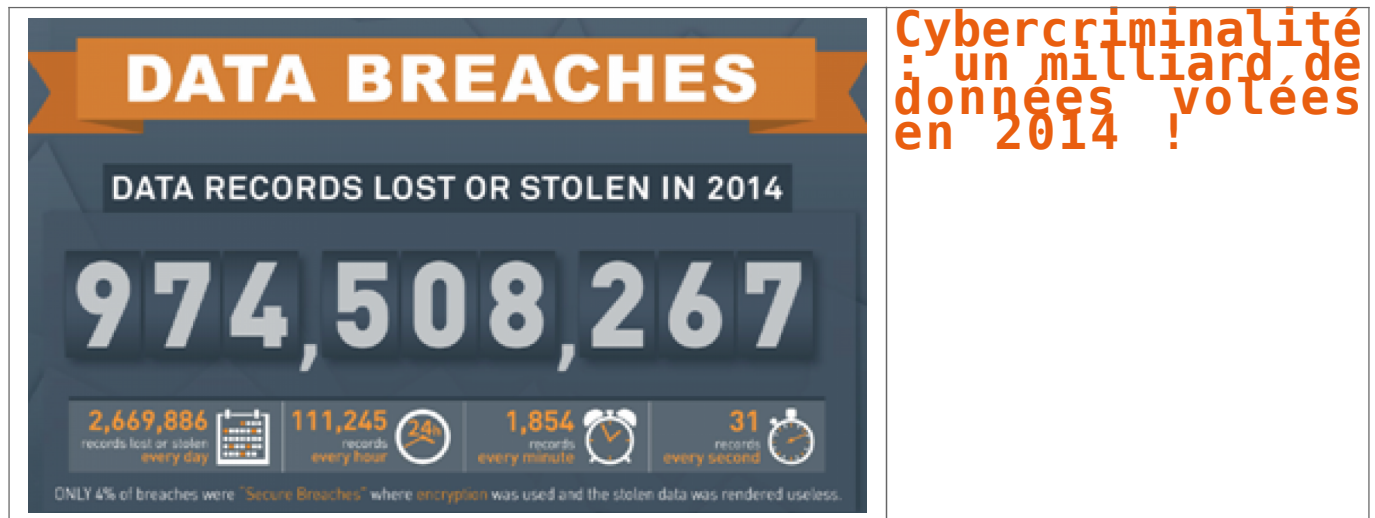 DATA BREACHES
DATA RECORDS LOST OR STOLEN IN 2014
974,508,267
2,669,886
records lost or stolen
every day
111,245
records
every hour
24h
1,854
records
every minute
31
records
every second
ONLY 4% of breaches were "Secure Breaches" where encryption was used and the stolen data was rendered useless.
Cybercriminalité
: un milliard de
données volées
en 2014 !